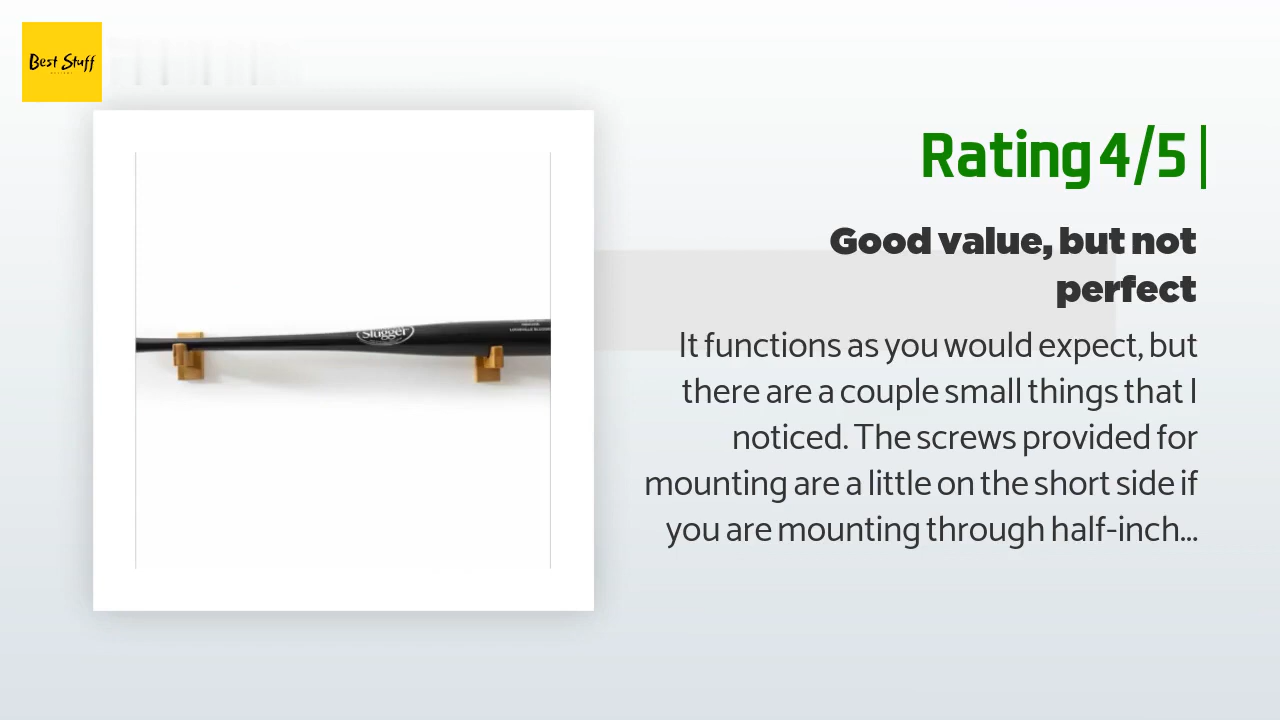 Best Stuff
Rating 4/5
Good value, but not
perfect
It functions as you would expect, but
there are a couple small things that I
noticed. The screws provided for
mounting are a little on the short side if
you are mounting through half-inch...
Slugger